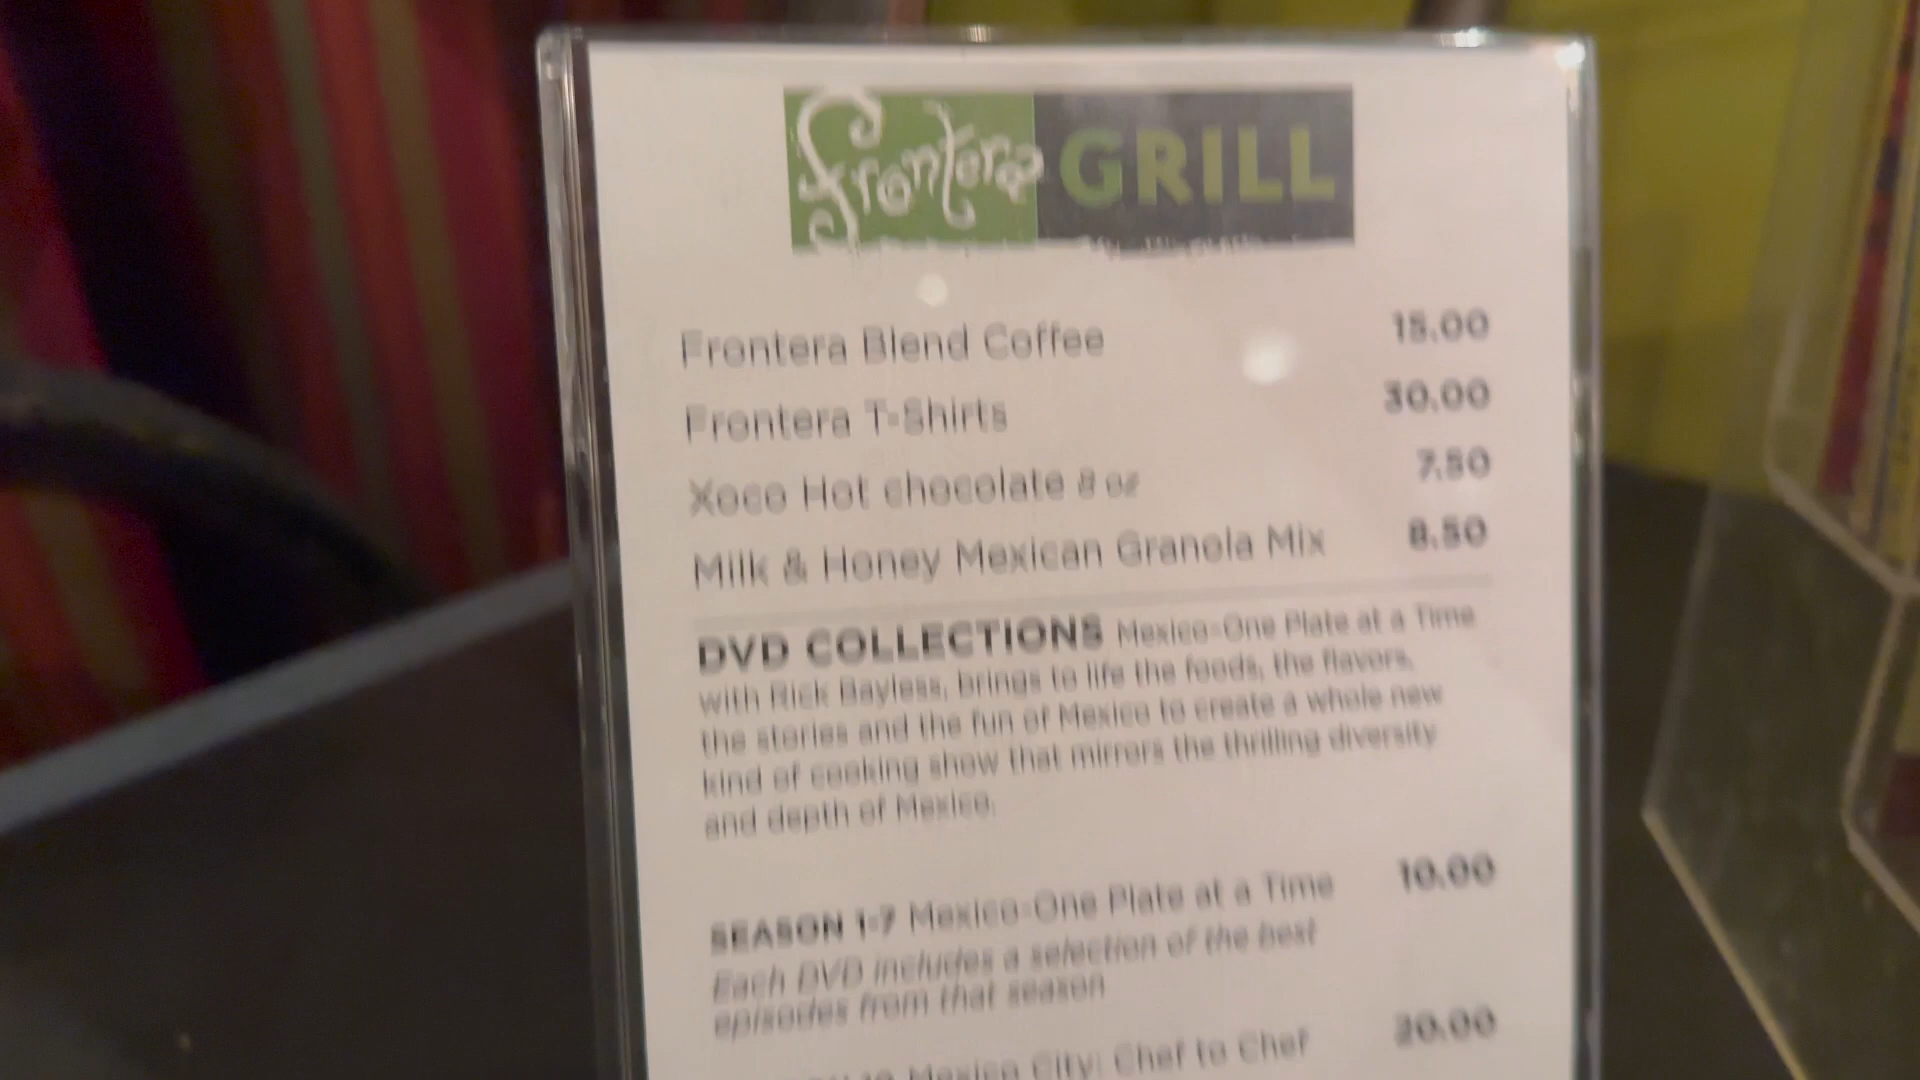 Frontera GRILL
Frontera Blend Coffee 15.00
Frontera T-Shirts 30.00
Xoco Hot chocolate 8 oz 7.50
Milk & Honey Mexican Granola Mix 8.50
DVD COLLECTIONS Mexico-One Plate at a Time
with Rick Bayless, brings to life the foods, the flavors,
the stories and the fun of Mexico to create a whole new
kind of cooking show that mirrors the thrilling diversity
and depth of Mexico.
SEASON 1-7 Mexico-One Plate at a Time 10.00
Each DVD includes a selection of the best
episodes from that season
Mexico City: Chef to Chef 20.00